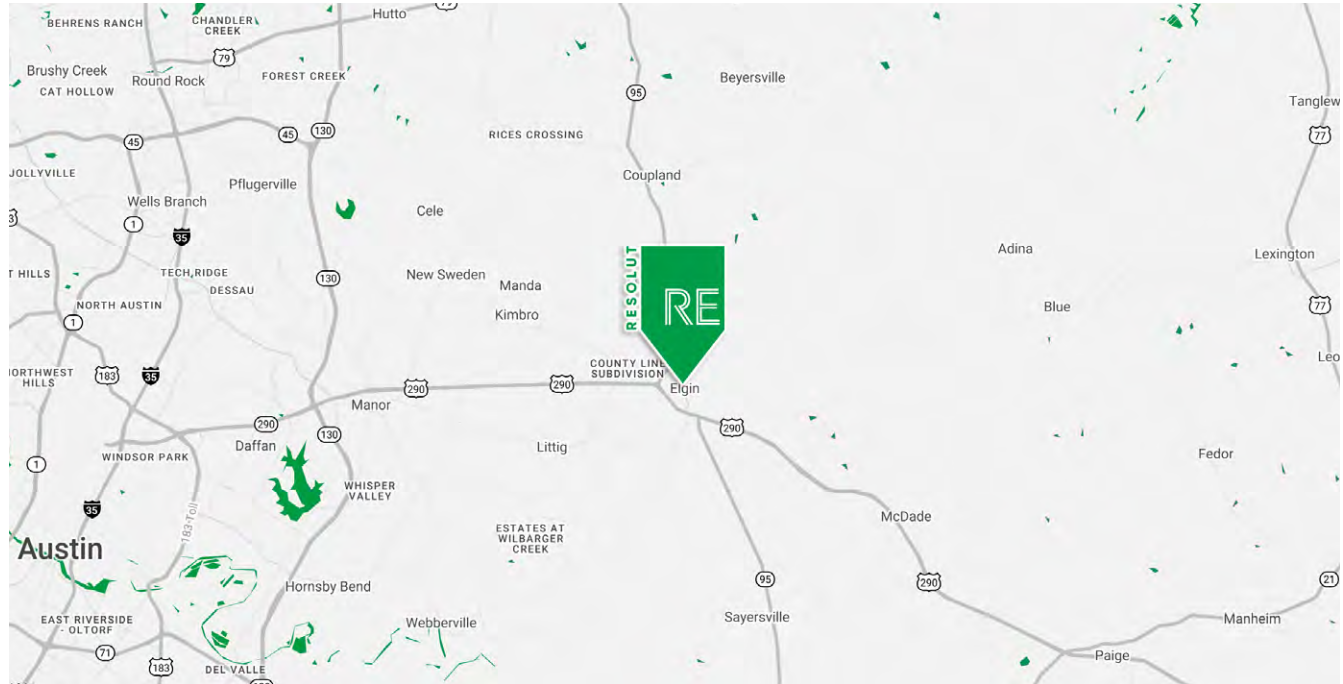 79
Hutto
CHANDLER
CREEK
BEHRENS RANCH
79
Brushy Creek
Round Rock
FOREST CREEK
CAT HOLLOW
Beyersville
95
Tanglew
130
45
45
RICES CROSSING
77
JOLLYVILLE
Pflugerville
Coupland
Wells Branch
Cele
3
1
35
Adina
Lexington
T HILLS
TECH RIDGE
130
New Sweden
DESSAU
Manda
RESOLUT
RE
NORTH AUSTIN
Kimbro
Blue
77
1
Leo
COUNTY LINE
SUBDIVISION
ORTHWEST
HILLS
183
35
290
290
Elgin
Manor
290
130
290
Daffan
Littig
WINDSOR PARK
Fedor
1
WHISPER
VALLEY
35
183-Toll
McDade
ESTATES AT
WILBARGER
CREEK
Austin
95
290
21
Hornsby Bend
EAST RIVERSIDE
- OLTORF
Webberville
Sayersville
Manheim
71
183
DEL VALLE
Paige